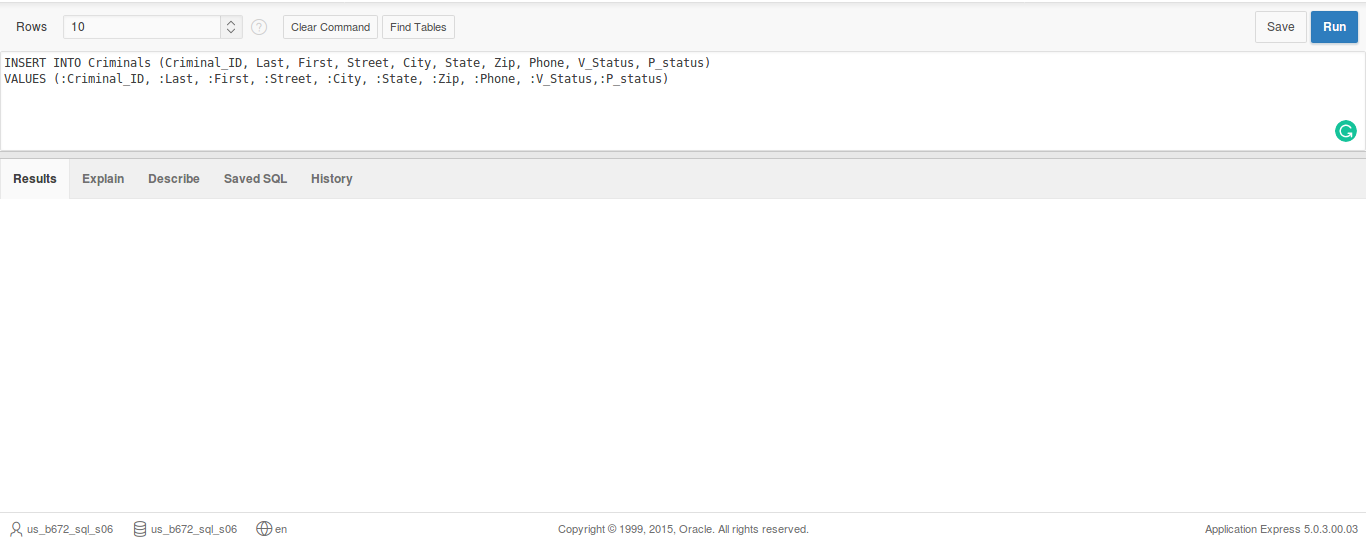 Rows 10 ? Clear Command Find Tables Save Run
INSERT INTO Criminals (Criminal_ID, Last, First, Street, City, State, Zip, Phone, V_Status, P_status)
VALUES (:Criminal_ID, :Last, :First, :Street, :City, :State, :Zip, :Phone, :V_Status,:P_status)
Results Explain Describe Saved SQL History
us_b672_sql_s06 us_b672_sql_s06 en Copyright © 1999, 2015, Oracle. All rights reserved. Application Express 5.0.3.00.03